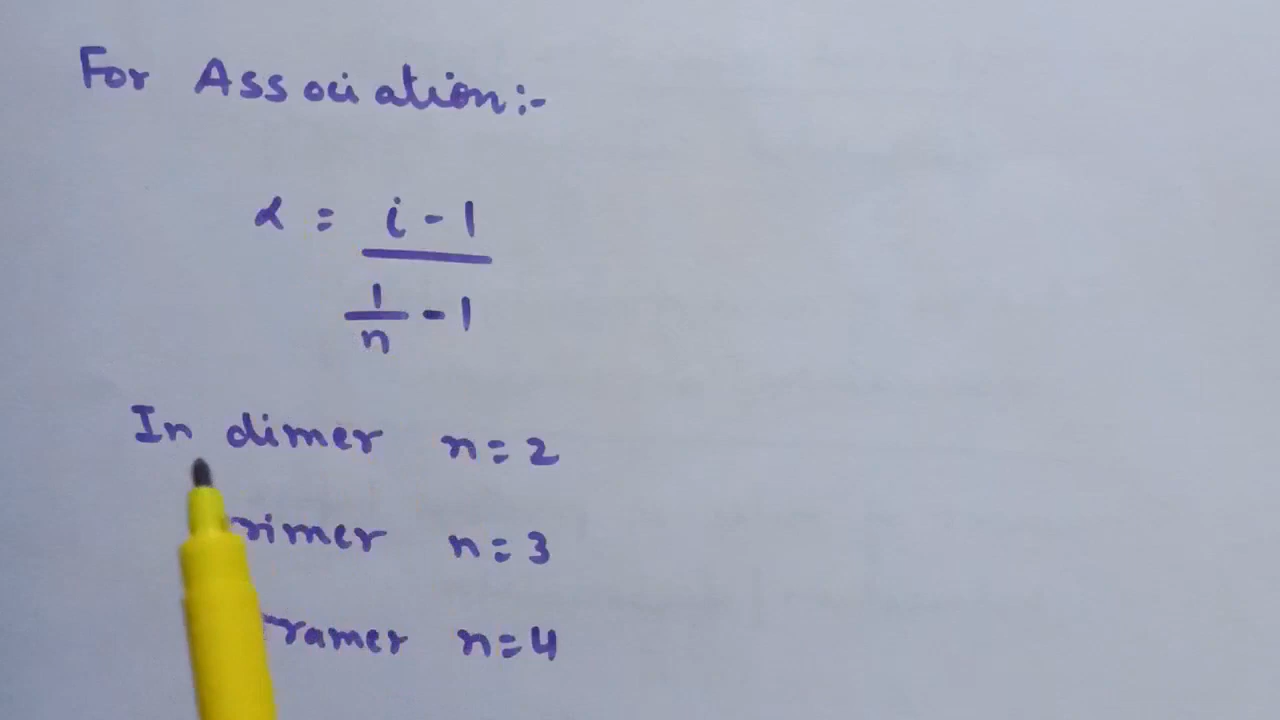 For Association:-
α = i - 1
1/n - 1
In dimer n = 2
rimer n = 3
ramer n = 4